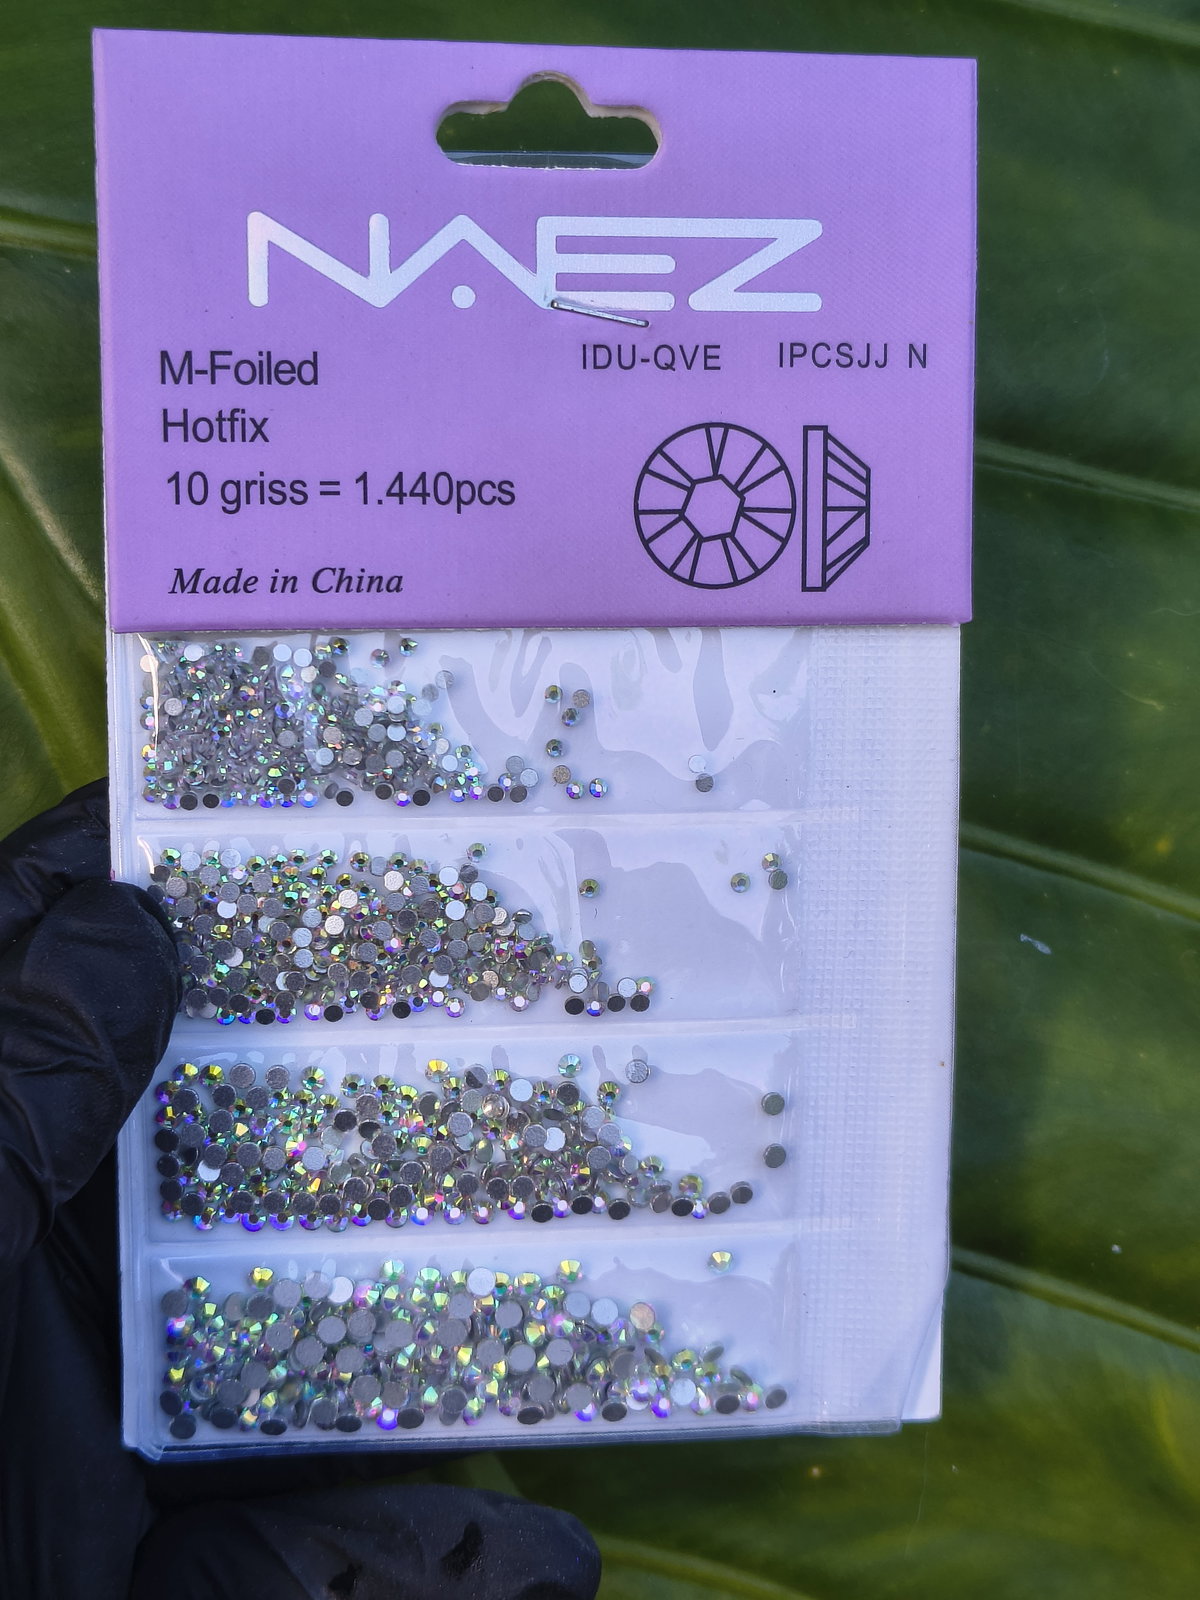 NAEZ
IDU-QVE IPCSJJ N
M-Foiled
Hotfix
10 griss = 1.440pcs
Made in China